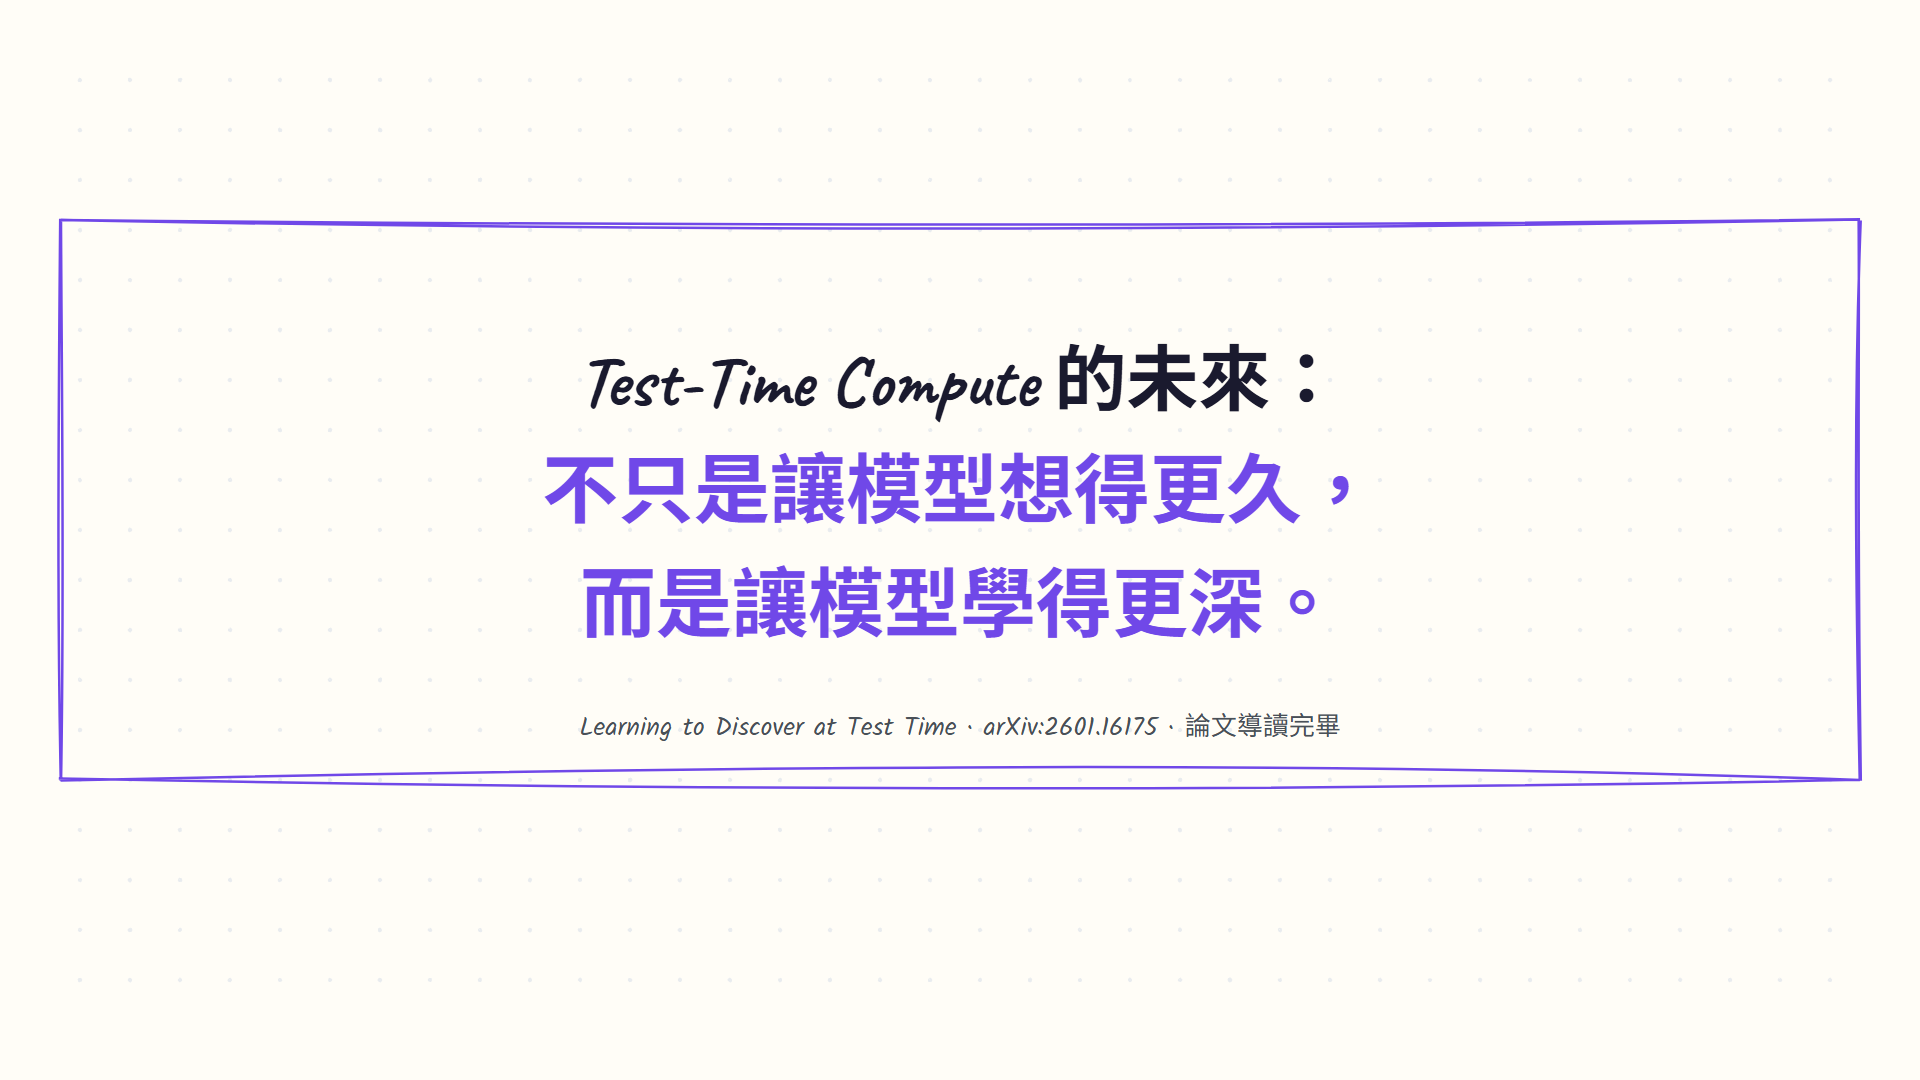 Test-Time Compute 的未來：
不只是讓模型想得更久，
而是讓模型學得更深。
Learning to Discover at Test Time · arXiv:2601.16175 · 論文導讀完畢